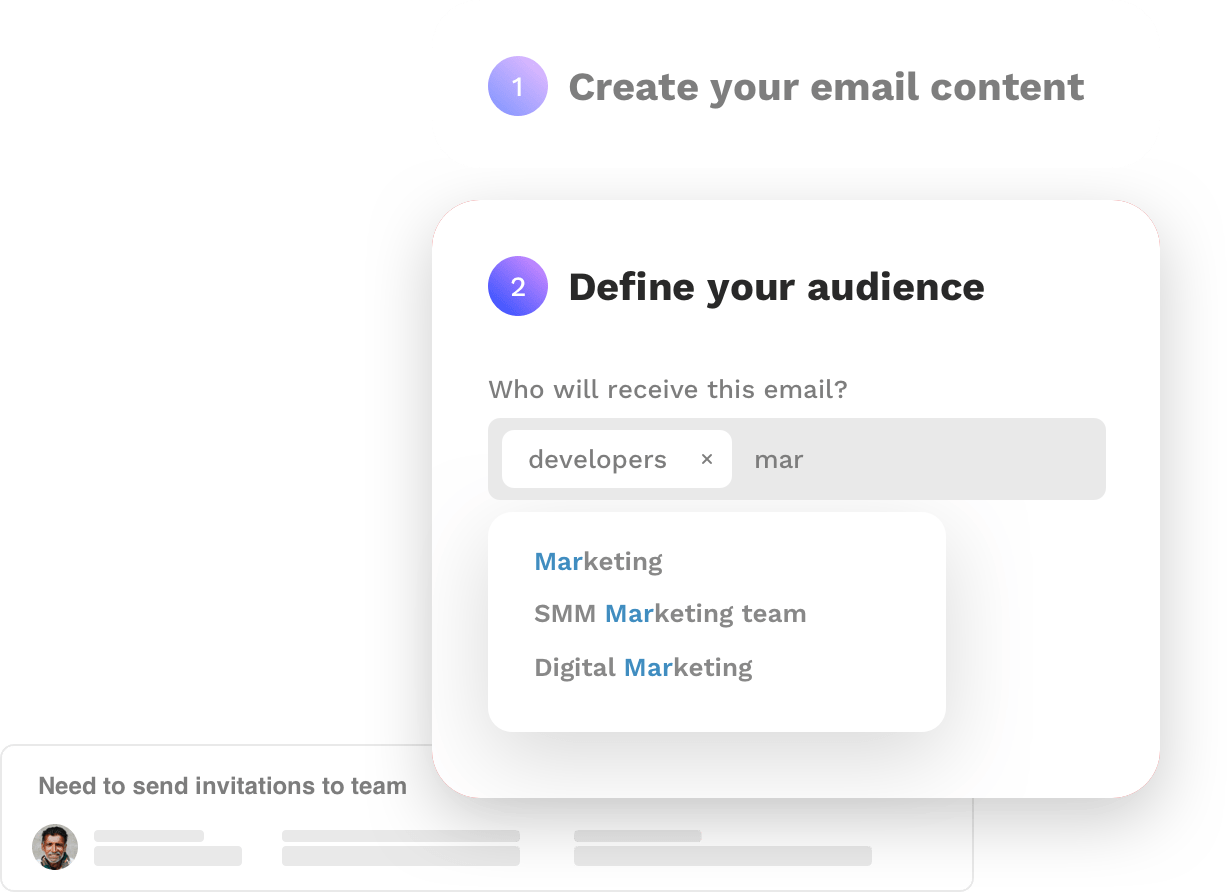 1 Create your email content
2 Define your audience
Who will receive this email?
developers × mar
Marketing
SMM Marketing team
Digital Marketing
Need to send invitations to team